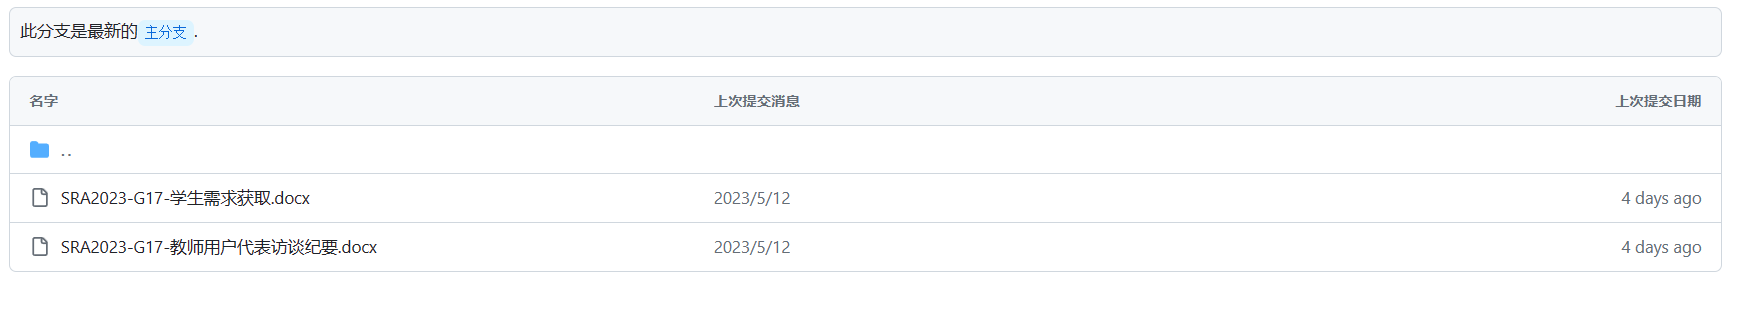 此分支是最新的 主分支 .
名字 上次提交消息 上次提交日期
..
SRA2023-G17-学生需求获取.docx 2023/5/12 4 days ago
SRA2023-G17-教师用户代表访谈纪要.docx 2023/5/12 4 days ago